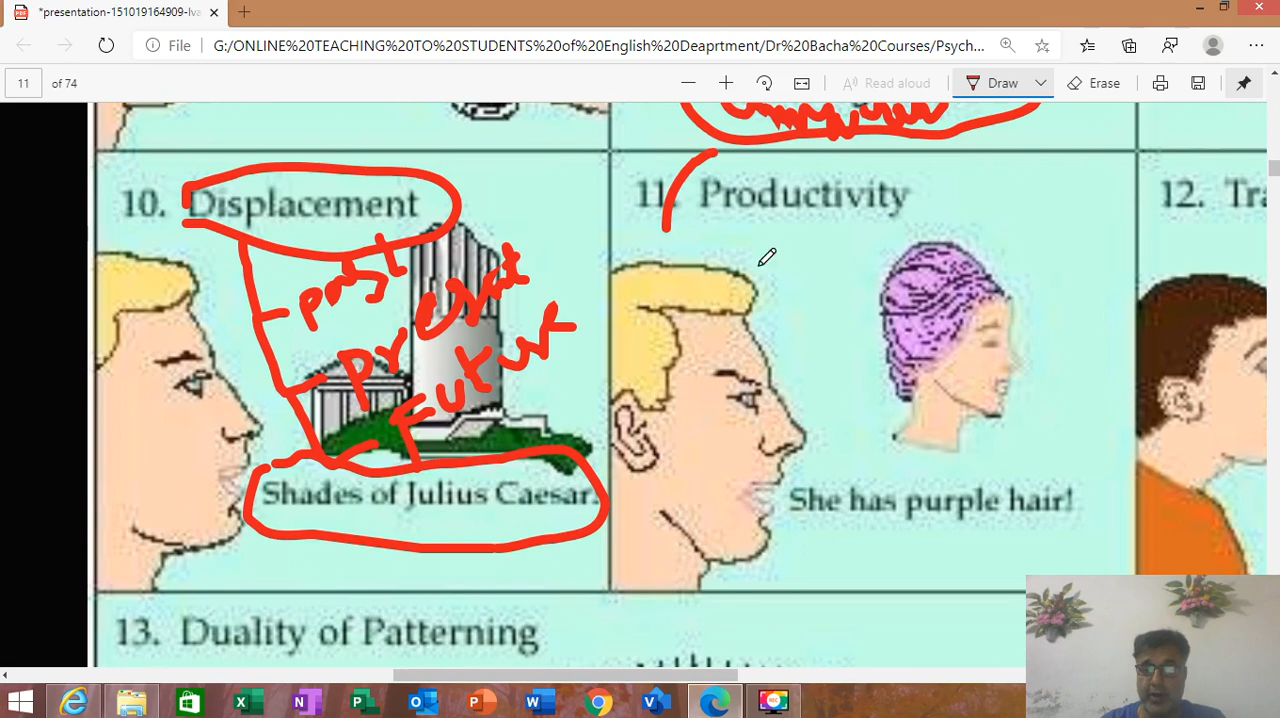 *presentation-151019164909-lva
File
G:/ONLINE%20TEACHING%20TO%20STUDENTS%20of%20English%20Deaprtment/Dr%20Bacha%20Courses/Psych...
11 of 74
Read aloud
Draw
Erase
10. Displacement
11. Productivity
12. Tra
past
present
Future
Shades of Julius Caesar.
She has purple hair!
13. Duality of Patterning